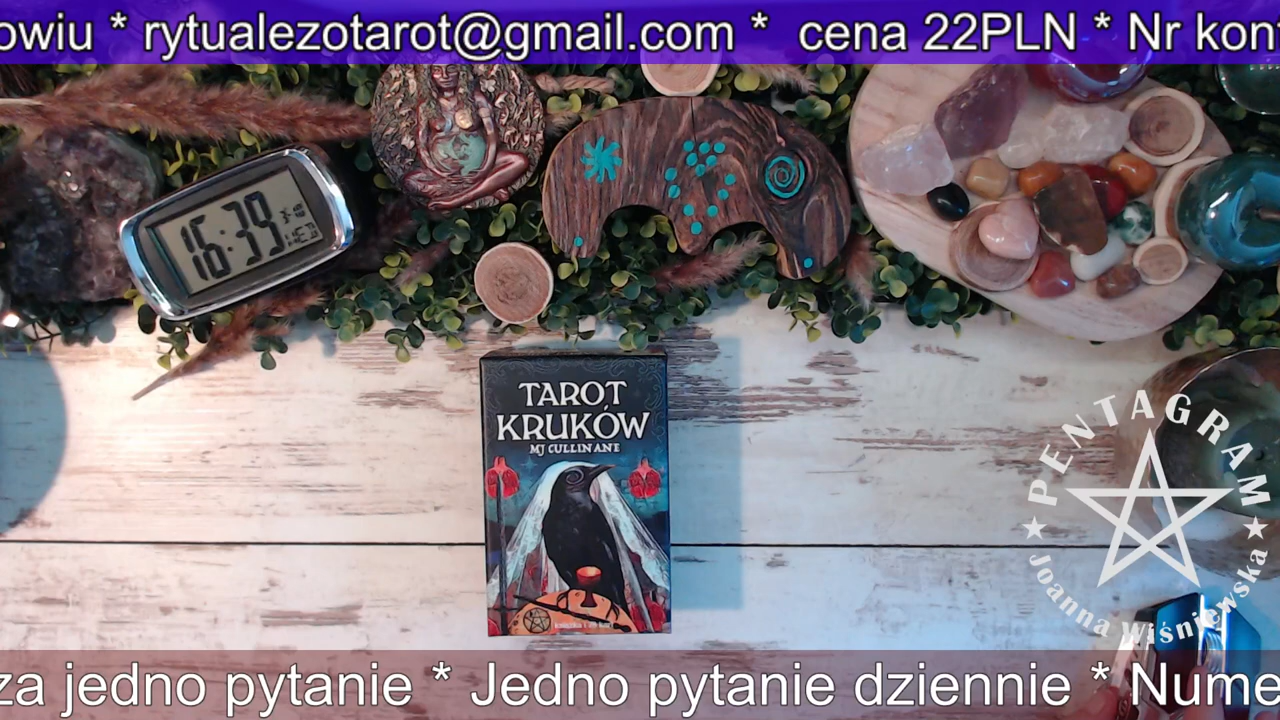 owiu * rytualezotarot@gmail.com * cena 22PLN * Nr kon
16:39
TAROT
KRUKÓW
MJ CULLINANE
PENTAGRAM
Joanna Wiśniewska
za jedno pytanie * Jedno pytanie dziennie * Nume